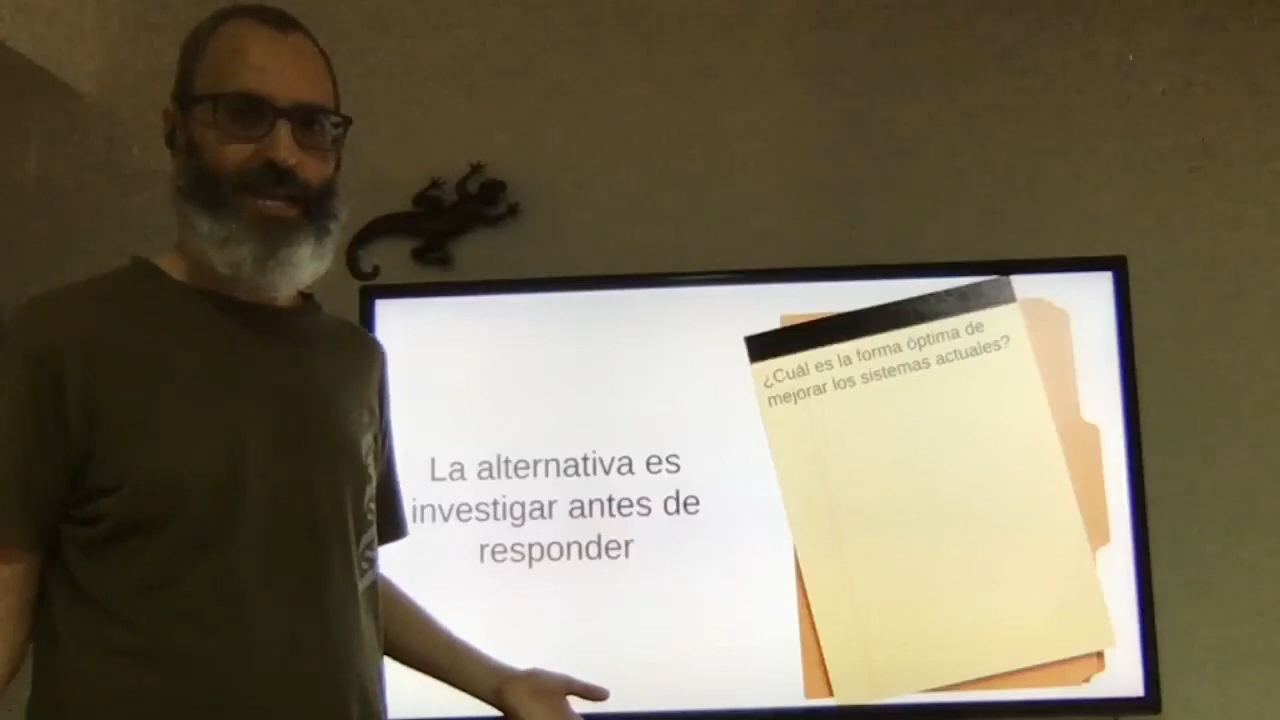 ¿Cuál es la forma óptima de
mejorar los sistemas actuales?
La alternativa es
investigar antes de
responder